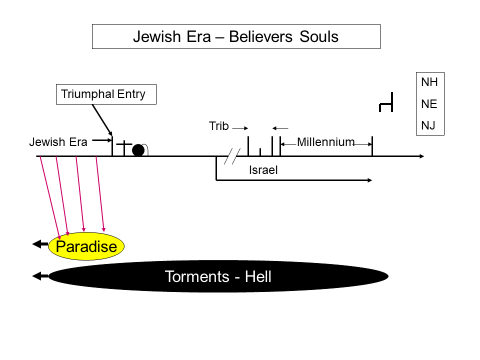 Jewish Era – Believers Souls
NH
NE
NJ
Triumphal Entry
Trib
Jewish Era
Millennium
Israel
Paradise
Torments - Hell